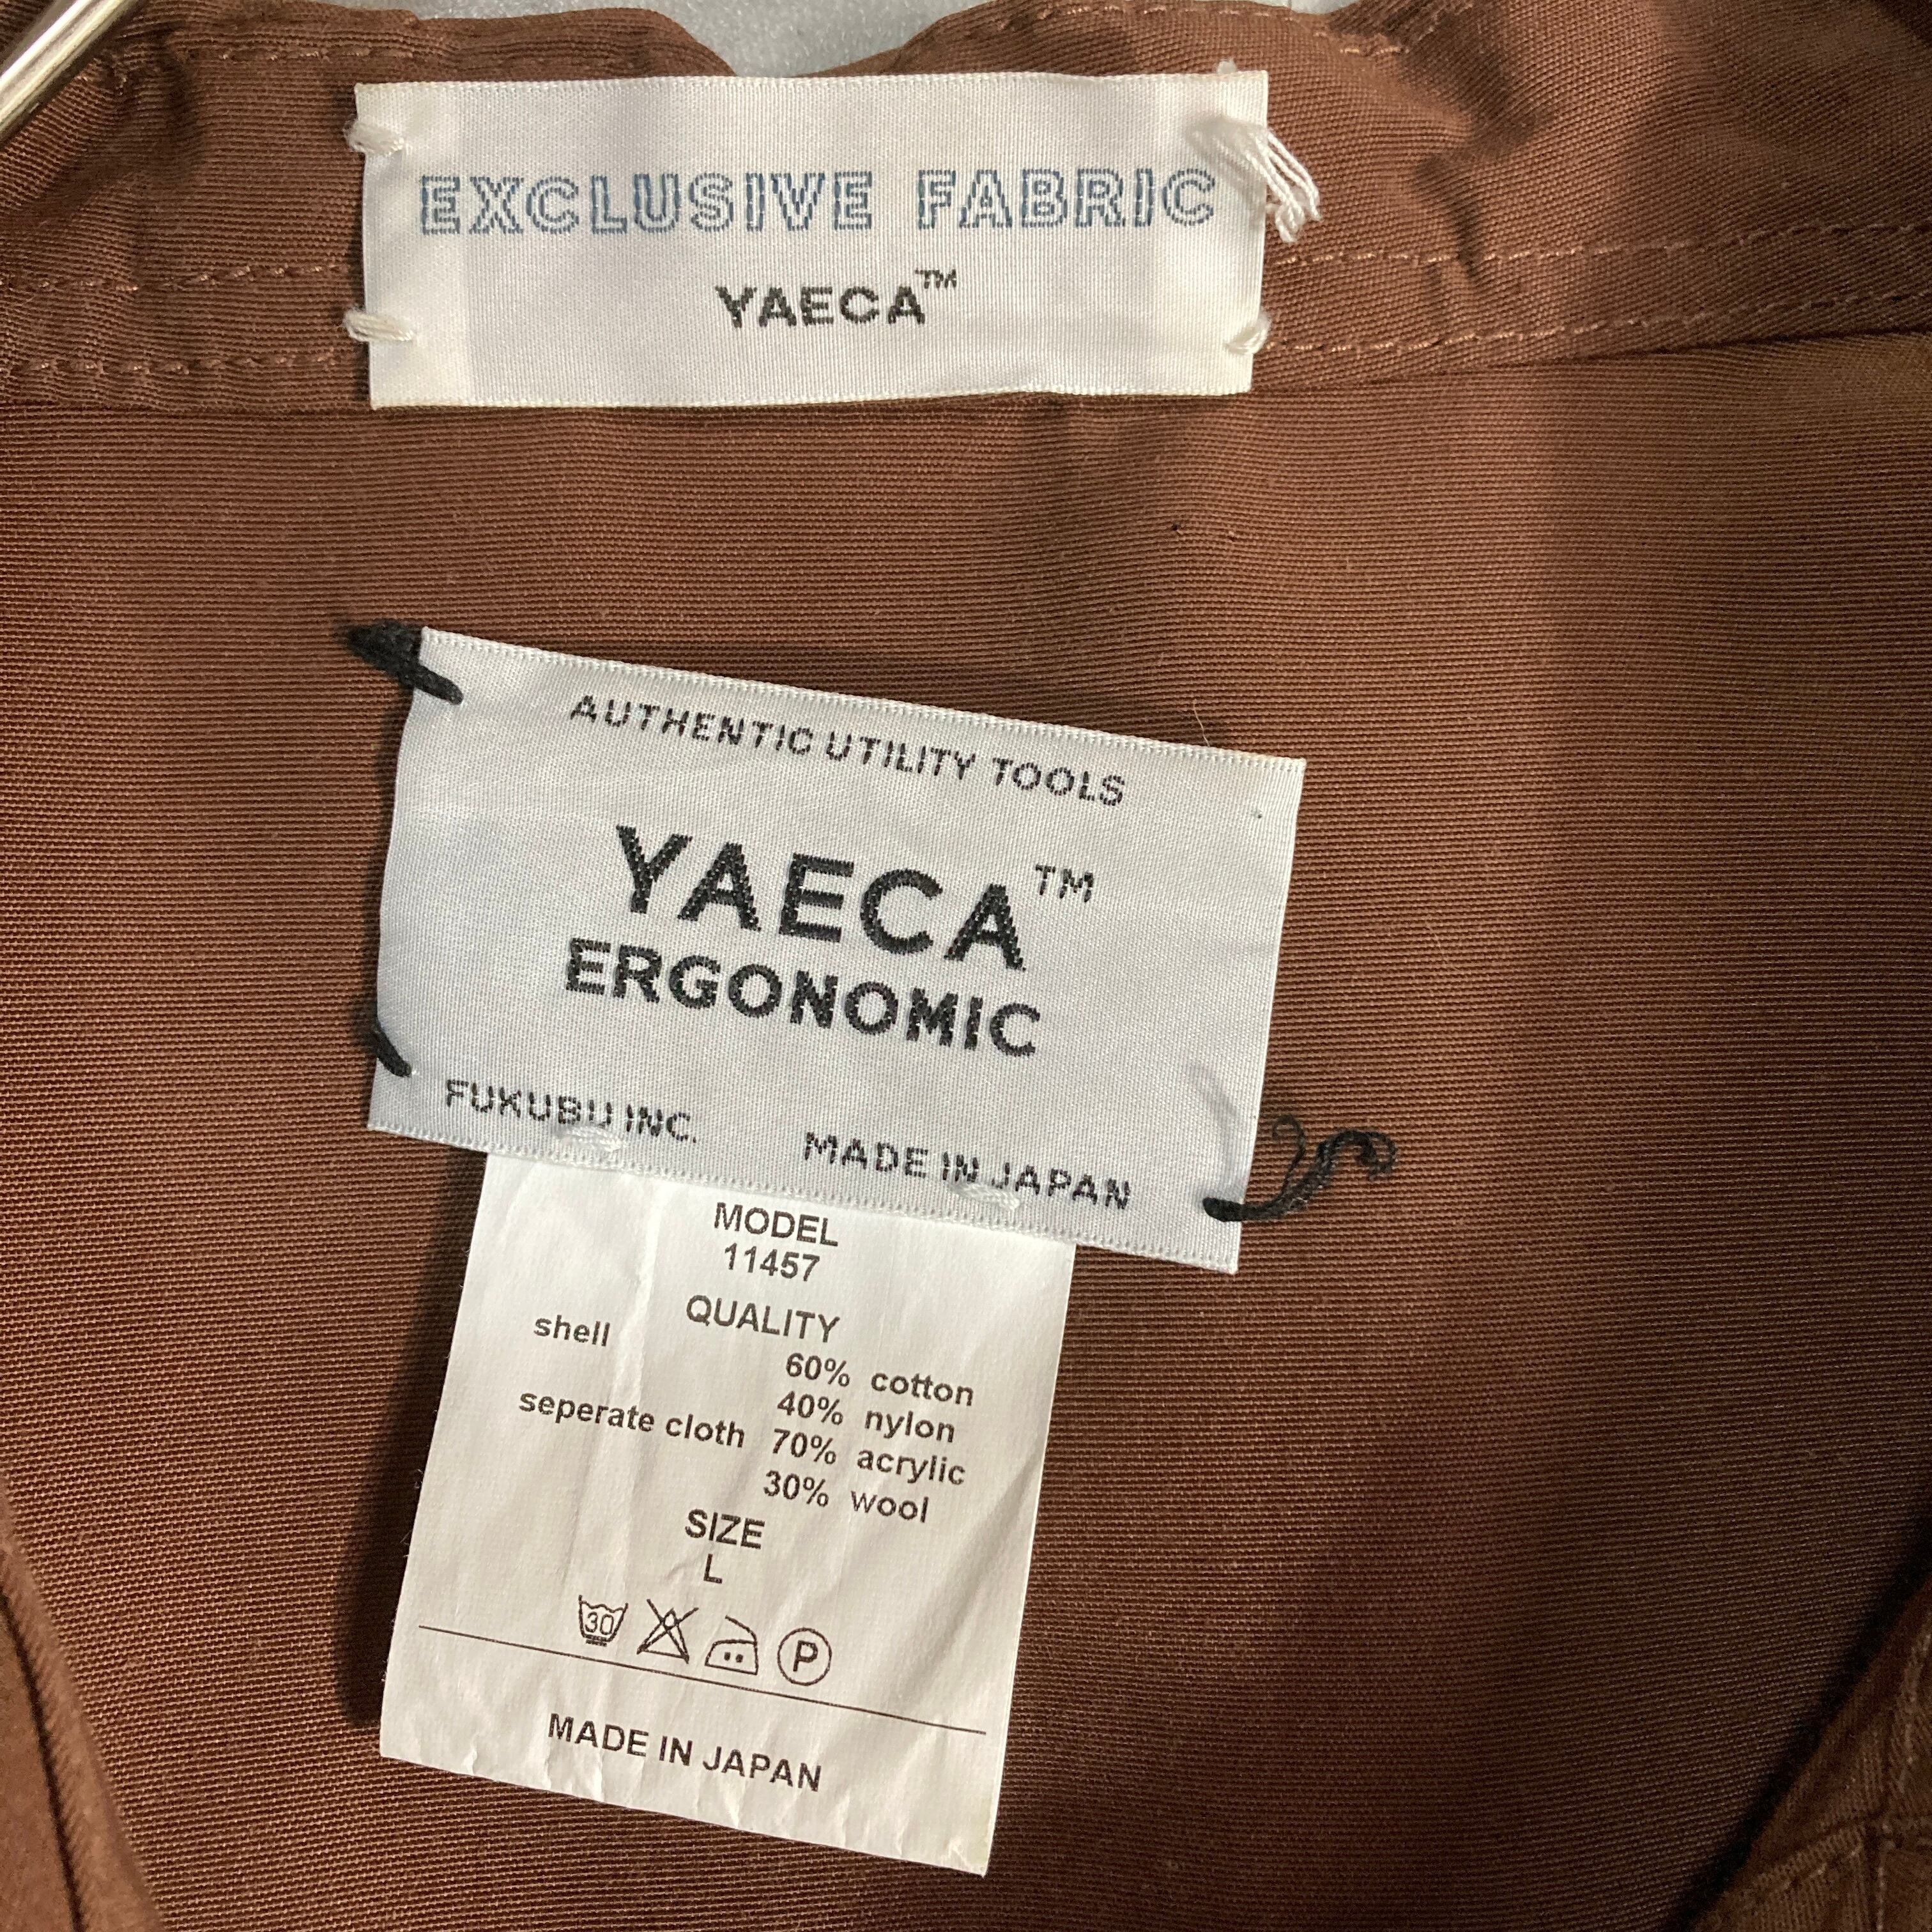 EXCLUSIVE FABRIC
YAECA™
AUTHENTIC UTILITY TOOLS
YAECA™
ERGONOMIC
FUKUBU INC. MADE IN JAPAN
MODEL
11457
QUALITY
shell
60% cotton
40% nylon
seperate cloth 70% acrylic
30% wool
SIZE
L
30 P
MADE IN JAPAN